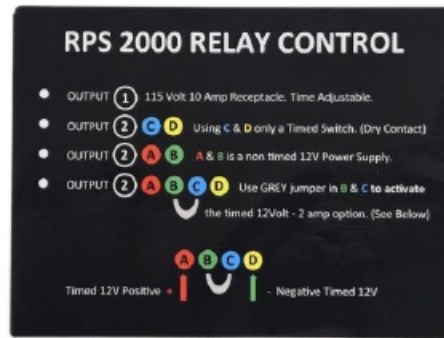 RPS 2000 RELAY CONTROL
OUTPUT 1 115 Volt 10 Amp Receptacle. Time Adjustable.
OUTPUT 2 C D Using C & D only a Timed Switch. (Dry Contact)
OUTPUT 2 A B A & B is a non timed 12V Power Supply.
OUTPUT 2 A B C D Use GREY jumper in B & C to activate
the timed 12Volt - 2 amp option. (See Below)
A B C D
Timed 12V Positive + - Negative Timed 12V